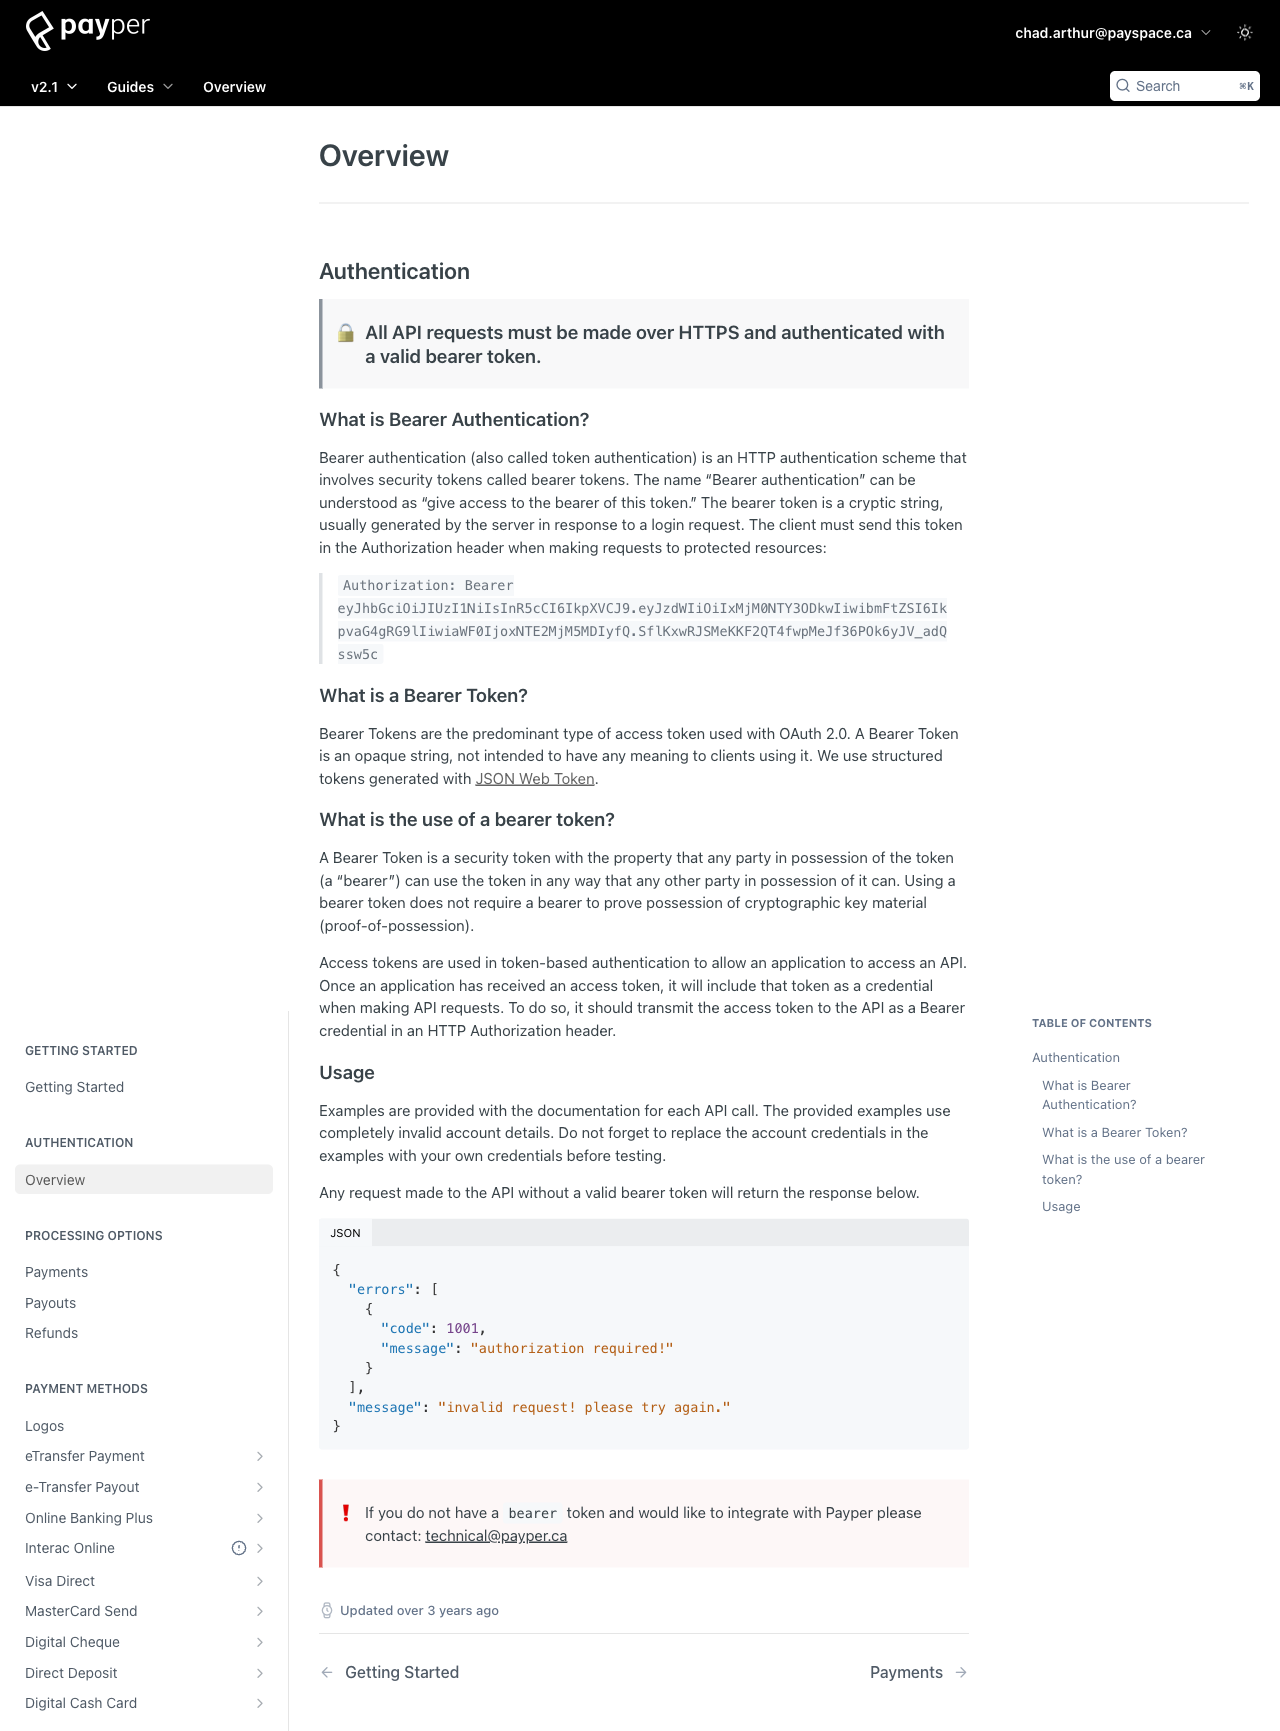 payper
chad.arthur@payspace.ca
v2.1
Guides
Overview
Search
⌘K
Overview
Authentication
All API requests must be made over HTTPS and authenticated with
a valid bearer token.
What is Bearer Authentication?
Bearer authentication (also called token authentication) is an HTTP authentication scheme that
involves security tokens called bearer tokens. The name “Bearer authentication” can be
understood as “give access to the bearer of this token.” The bearer token is a cryptic string,
usually generated by the server in response to a login request. The client must send this token
in the Authorization header when making requests to protected resources:
Authorization: Bearer
eyJhbGciOiJIUzI1NiIsInR5cCI6IkpXVCJ9.eyJzdWIiOiIxMjM0NTY3ODkwIiwibmFtZSI6Ik
pvaG4gRG9lIiwiaWF0IjoxNTE2MjM5MDIyfQ.SflKxwRJSMeKKF2QT4fwpMeJf36POk6yJV_adQ
ssw5c
What is a Bearer Token?
Bearer Tokens are the predominant type of access token used with OAuth 2.0. A Bearer Token
is an opaque string, not intended to have any meaning to clients using it. We use structured
tokens generated with JSON Web Token.
What is the use of a bearer token?
A Bearer Token is a security token with the property that any party in possession of the token
(a “bearer”) can use the token in any way that any other party in possession of it can. Using a
bearer token does not require a bearer to prove possession of cryptographic key material
(proof-of-possession).
Access tokens are used in token-based authentication to allow an application to access an API.
Once an application has received an access token, it will include that token as a credential
when making API requests. To do so, it should transmit the access token to the API as a Bearer
credential in an HTTP Authorization header.
Usage
Examples are provided with the documentation for each API call. The provided examples use
completely invalid account details. Do not forget to replace the account credentials in the
examples with your own credentials before testing.
Any request made to the API without a valid bearer token will return the response below.
JSON
{
"errors": [
{
"code": 1001,
"message": "authorization required!"
}
],
"message": "invalid request! please try again."
}
If you do not have a bearer token and would like to integrate with Payper please
contact: technical@payper.ca
Updated over 3 years ago
Getting Started
Payments
GETTING STARTED
Getting Started
AUTHENTICATION
Overview
PROCESSING OPTIONS
Payments
Payouts
Refunds
PAYMENT METHODS
Logos
eTransfer Payment
e-Transfer Payout
Online Banking Plus
Interac Online
Visa Direct
MasterCard Send
Digital Cheque
Direct Deposit
Digital Cash Card
TABLE OF CONTENTS
Authentication
What is Bearer
Authentication?
What is a Bearer Token?
What is the use of a bearer
token?
Usage